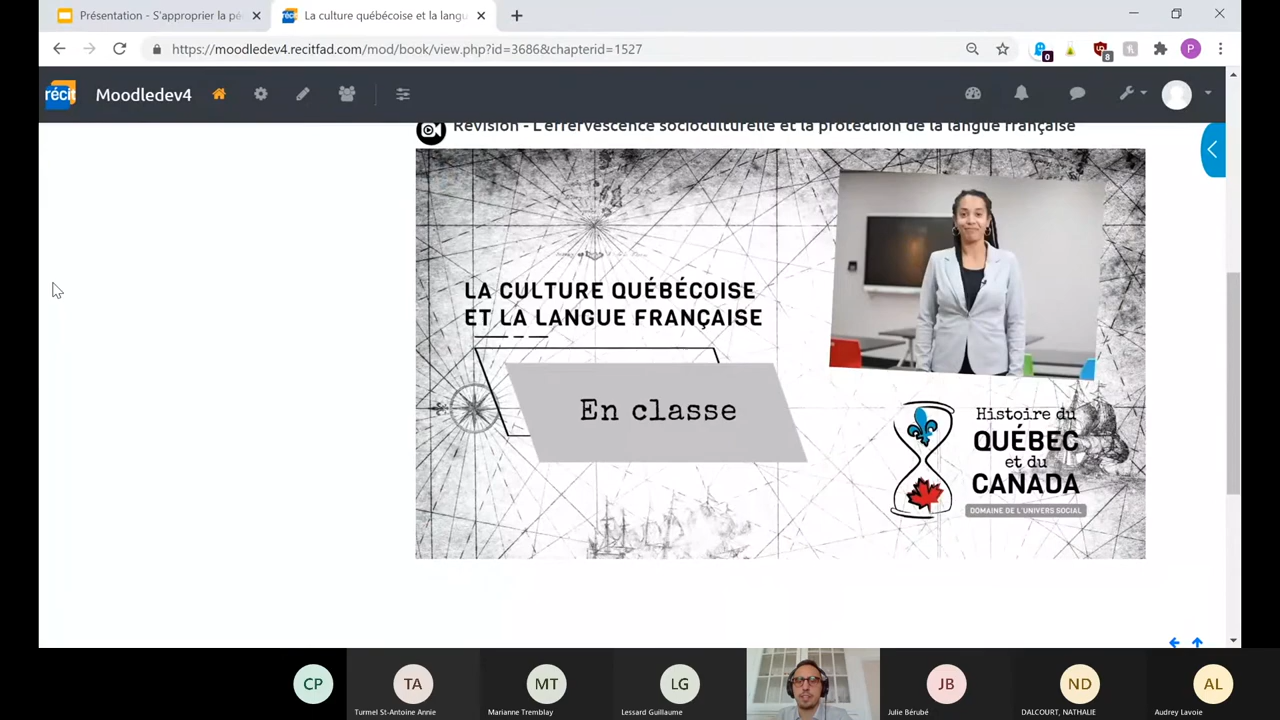 Présentation - S'approprier la pé
La culture québécoise et la langu
https://moodledev4.recitfad.com/mod/book/view.php?id=3686&chapterid=1527
P
0
8
récit
Moodledev4
Révision - L'effervescence socioculturelle et la protection de la langue française
LA CULTURE QUÉBÉCOISE
ET LA LANGUE FRANÇAISE
En classe
Histoire du
QUÉBEC
et du
CANADA
DOMAINE DE L'UNIVERS SOCIAL
CP
TA
MT
LG
JB
ND
AL
Turmel St-Antoine Annie
Marianne Tremblay
Lessard Guillaume
Julie Bérubé
DALCOURT, NATHALIE
Audrey Lavoie